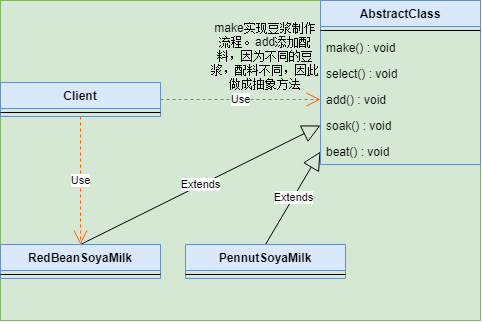 make实现豆浆制作
流程。add添加配
料，因为不同的豆
浆，配料不同，因此
做成抽象方法
AbstractClass
make() : void
select() : void
add() : void
soak() : void
beat() : void
Client
Use
Use
Extends
Extends
RedBeanSoyaMilk
PennutSoyaMilk